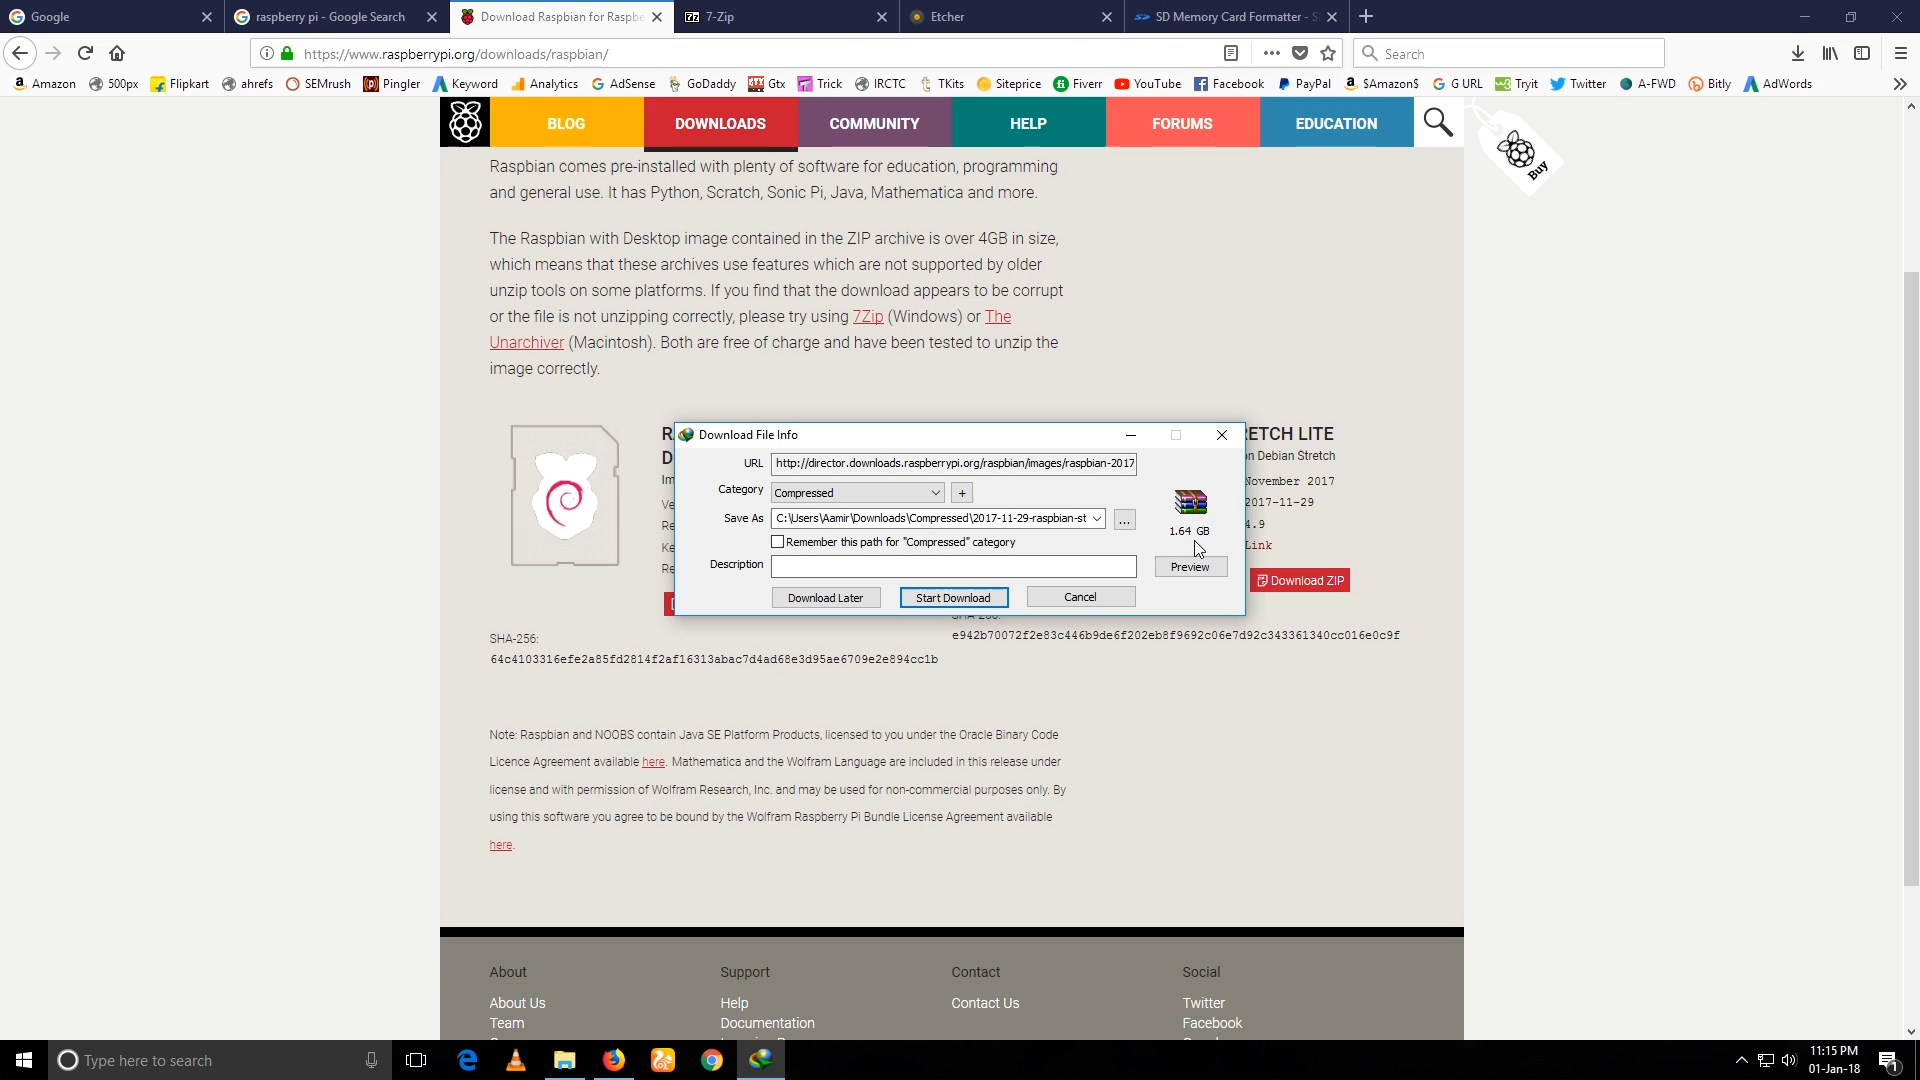 Google
raspberry pi - Google Search
Download Raspbian for Raspbe
7z 7-Zip
Etcher
SD Memory Card Formatter - S
https://www.raspberrypi.org/downloads/raspbian/
Search
Amazon
500px
Flipkart
ahrefs
SEMrush
Pingler
Keyword
Analytics
AdSense
GoDaddy
Gtx
Trick
IRCTC
TKits
Siteprice
Fiverr
YouTube
Facebook
PayPal
$Amazon$
G URL
Tryit
Twitter
A-FWD
Bitly
AdWords
BLOG
DOWNLOADS
COMMUNITY
HELP
FORUMS
EDUCATION
Buy
Raspbian comes pre-installed with plenty of software for education, programming
and general use. It has Python, Scratch, Sonic Pi, Java, Mathematica and more.
The Raspbian with Desktop image contained in the ZIP archive is over 4GB in size,
which means that these archives use features which are not supported by older
unzip tools on some platforms. If you find that the download appears to be corrupt
or the file is not unzipping correctly, please try using 7Zip (Windows) or The
Unarchiver (Macintosh). Both are free of charge and have been tested to unzip the
image correctly.
Download File Info
URL http://director.downloads.raspberrypi.org/raspbian/images/raspbian-2017
Category Compressed +
Save As C:\Users\Aamir\Downloads\Compressed\2017-11-29-raspbian-st ...
Remember this path for "Compressed" category
Description
1.64 GB
Preview
Download Later
Start Download
Cancel
R
D
Im
Ve
Re
Ke
Re
ETCH LITE
on Debian Stretch
November 2017
2017-11-29
4.9
Link
Download ZIP
SHA-256:
64c4103316efe2a85fd2814f2af16313abac7d4ad68e3d95ae6709e2e894cc1b
SHA-256:
e942b70072f2e83c446b9de6f202eb8f9692c06e7d92c343361340cc016e0c9f
Note: Raspbian and NOOBS contain Java SE Platform Products, licensed to you under the Oracle Binary Code
Licence Agreement available here. Mathematica and the Wolfram Language are included in this release under
license and with permission of Wolfram Research, Inc. and may be used for non-commercial purposes only. By
using this software you agree to be bound by the Wolfram Raspberry Pi Bundle License Agreement available
here.
About
Support
Contact
Social
About Us
Help
Contact Us
Twitter
Team
Documentation
Facebook
Type here to search
11:15 PM
01-Jan-18
1